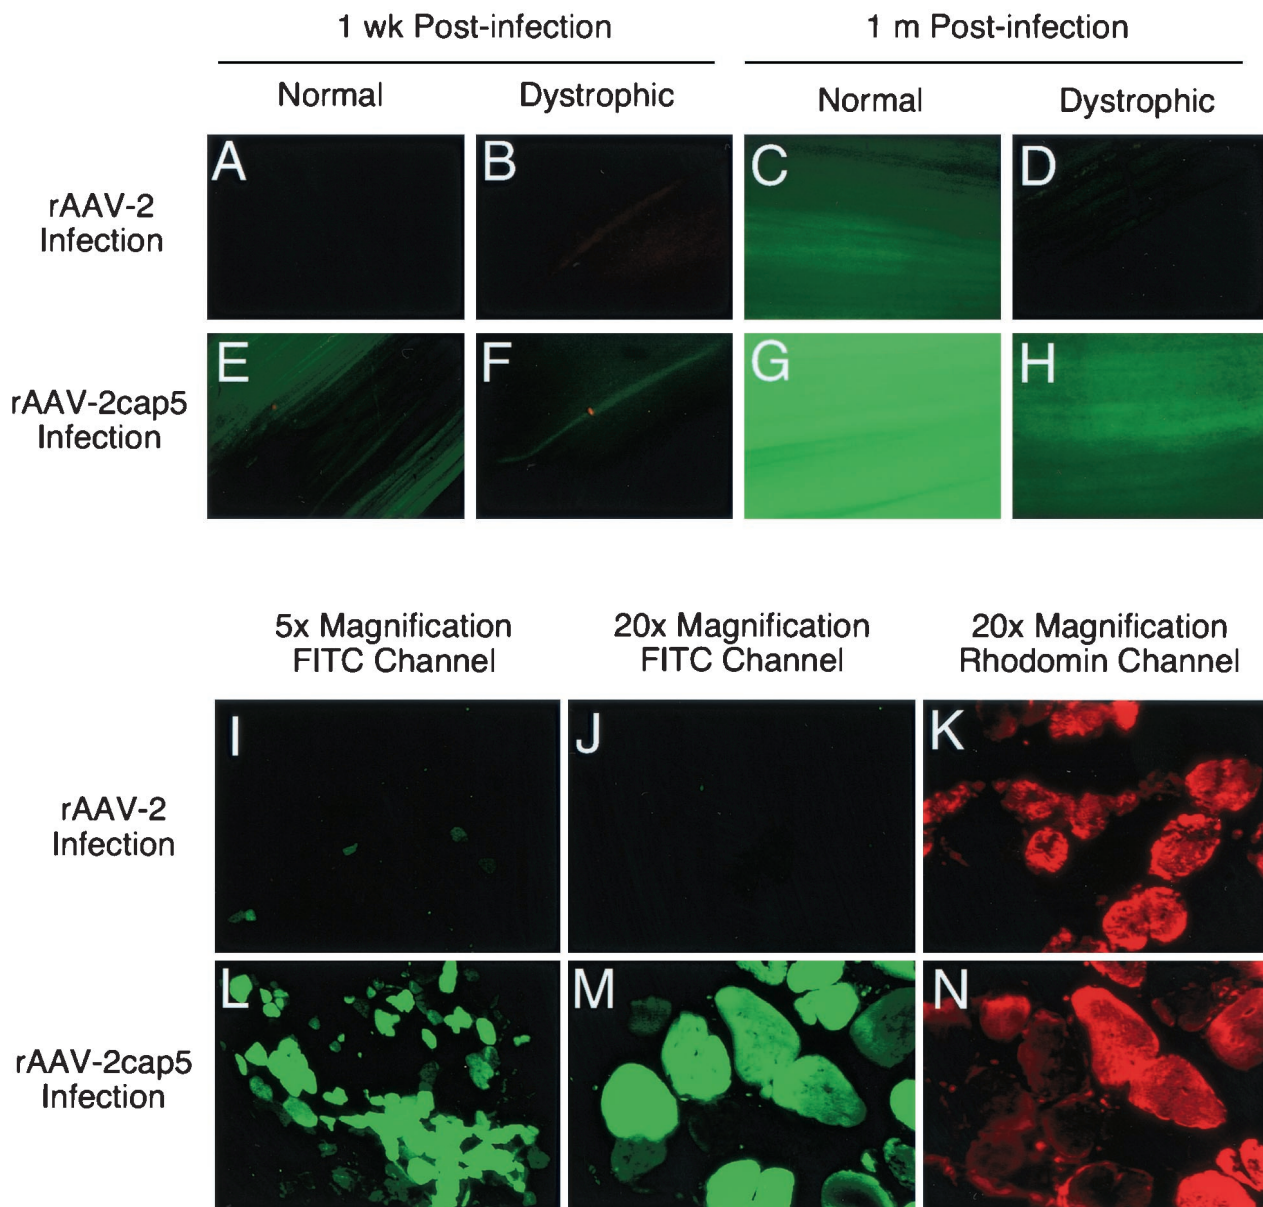 1 wk Post-infection
1 m Post-infection
Normal
Dystrophic
Normal
Dystrophic
rAAV-2
Infection
A
B
C
D
rAAV-2cap5
Infection
E
F
G
H
5x Magnification
FITC Channel
20x Magnification
FITC Channel
20x Magnification
Rhodomin Channel
rAAV-2
Infection
I
J
K
rAAV-2cap5
Infection
L
M
N